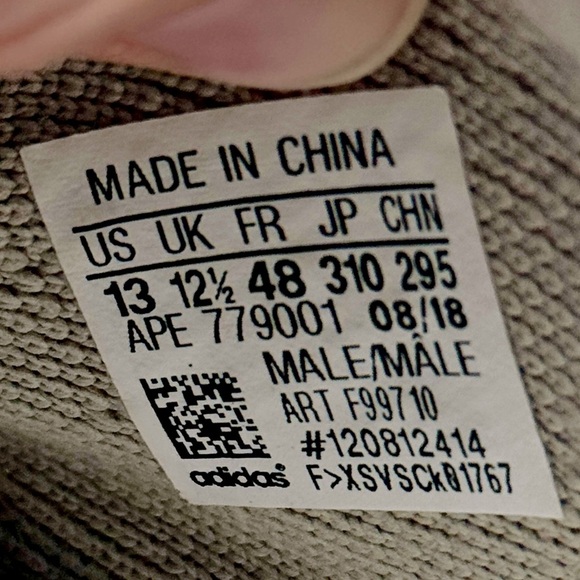 MADE IN CHINA
US UK FR JP CHN
13 12½ 48 310 295
APE 779001 08/18
MALE/MÂLE
ART F99710
#120812414
adidas® F>XSVSCkQ1767